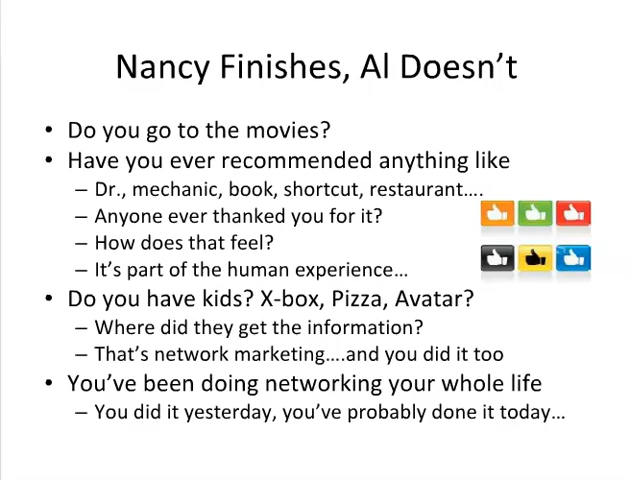 Nancy Finishes, Al Doesn't
• Do you go to the movies?
• Have you ever recommended anything like
– Dr., mechanic, book, shortcut, restaurant….
– Anyone ever thanked you for it?
– How does that feel?
– It's part of the human experience…
• Do you have kids? X-box, Pizza, Avatar?
– Where did they get the information?
– That's network marketing….and you did it too
• You've been doing networking your whole life
– You did it yesterday, you've probably done it today…